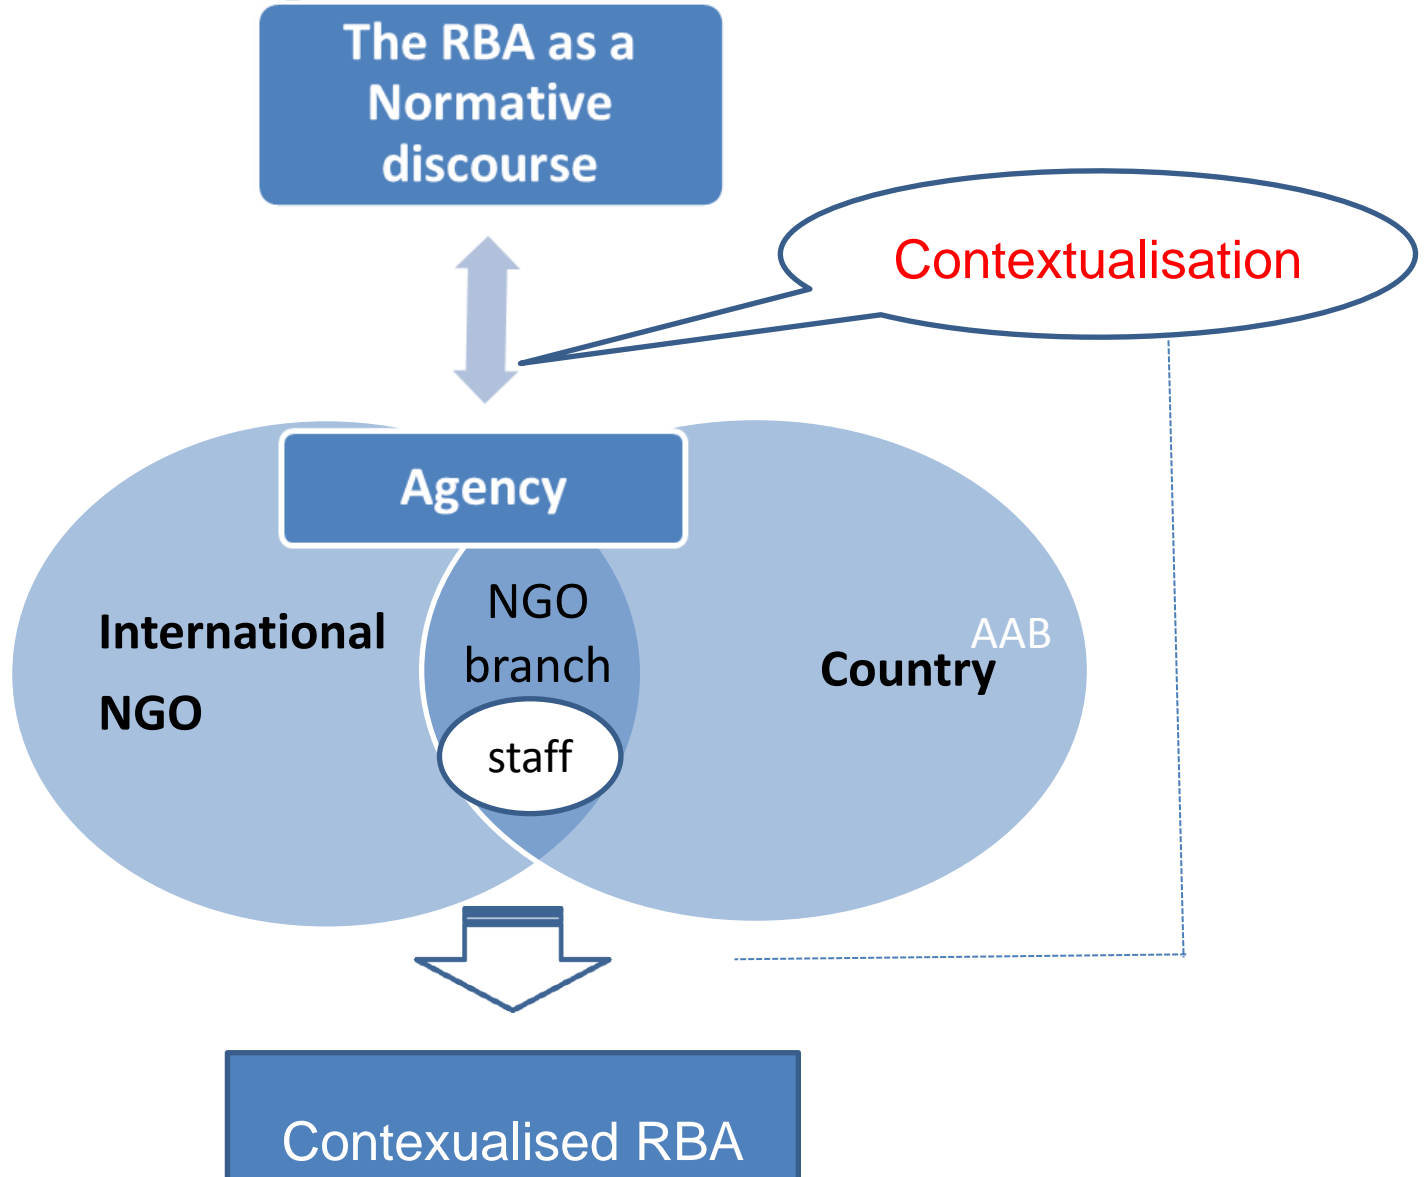 The RBA as a
Normative
discourse
Contextualisation
Agency
International
NGO
NGO
branch
staff
AAB
Country
Contexualised RBA